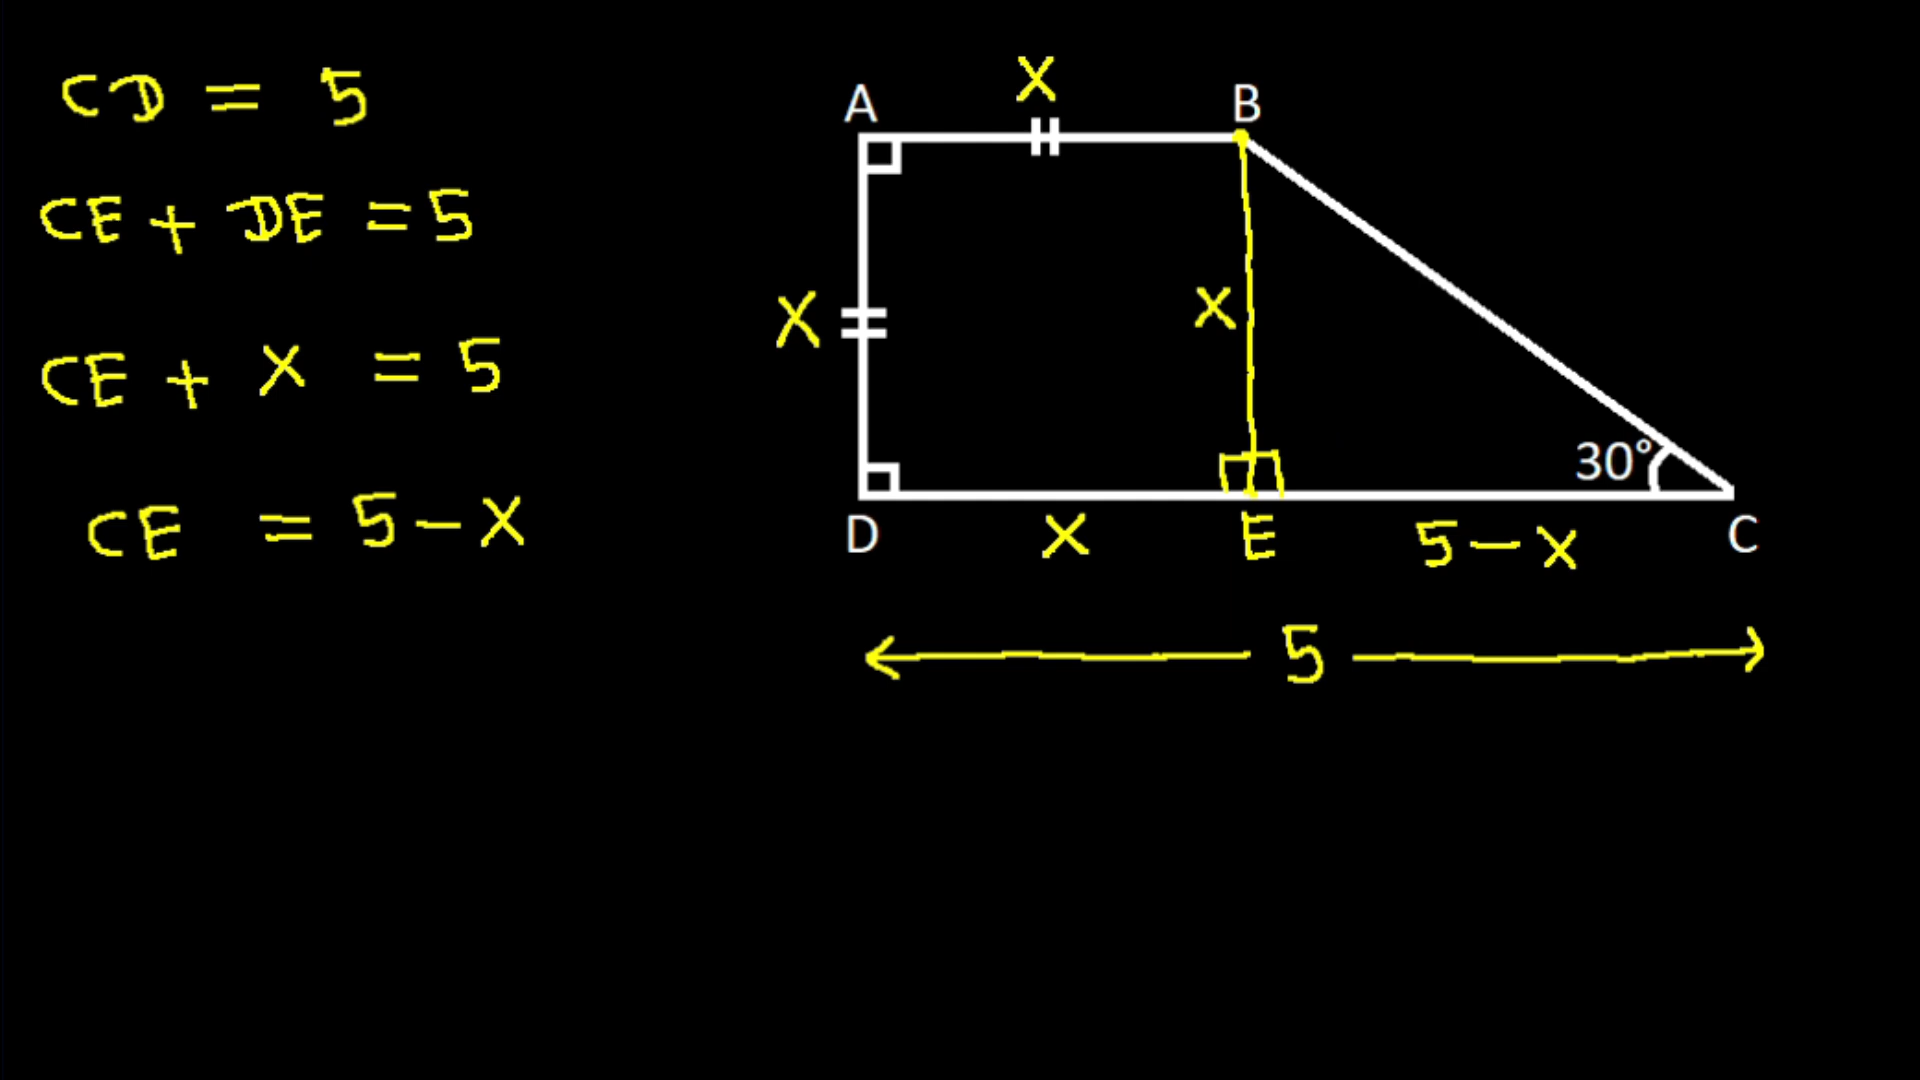 CD = 5
CE + DE = 5
CE + X = 5
CE = 5 - X
X
A B
X X
30°
D X E 5 - X C
5